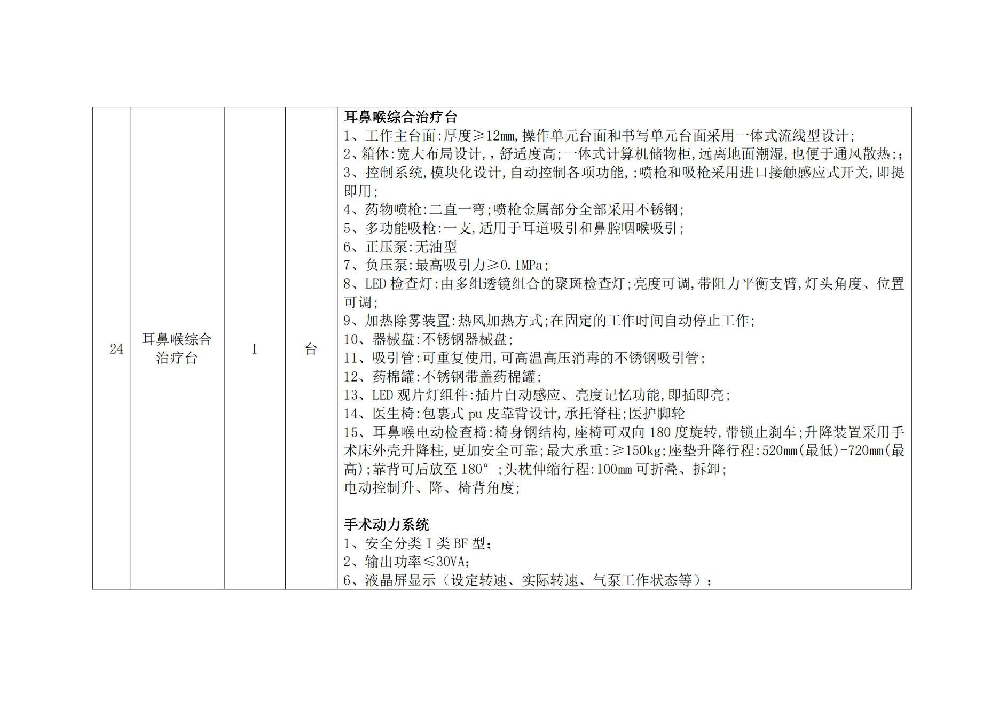 耳鼻喉综合治疗台
1、工作主台面:厚度≥12mm,操作单元台面和书写单元台面采用一体式流线型设计;
2、箱体:宽大布局设计,，舒适度高;一体式计算机储物柜,远离地面潮湿,也便于通风散热;；
3、控制系统,模块化设计,自动控制各项功能,;喷枪和吸枪采用进口接触感应式开关,即提
即用;
4、药物喷枪:二直一弯;喷枪金属部分全部采用不锈钢;
5、多功能吸枪:一支,适用于耳道吸引和鼻腔咽喉吸引;
6、正压泵:无油型
7、负压泵:最高吸引力≥0.1MPa;
8、LED 检查灯:由多组透镜组合的聚斑检查灯;亮度可调,带阻力平衡支臂,灯头角度、位置
可调;
9、加热除雾装置:热风加热方式;在固定的工作时间自动停止工作;
10、器械盘:不锈钢器械盘;
11、吸引管:可重复使用,可高温高压消毒的不锈钢吸引管;
12、药棉罐:不锈钢带盖药棉罐;
13、LED 观片灯组件:插片自动感应、亮度记忆功能,即插即亮;
14、医生椅:包裹式 pu 皮靠背设计,承托脊柱;医护脚轮
15、耳鼻喉电动检查椅:椅身钢结构,座椅可双向 180 度旋转,带锁止刹车;升降装置采用手
术床外壳升降柱,更加安全可靠;最大承重:≥150kg;座垫升降行程:520mm(最低)-720mm(最
高);靠背可后放至 180° ;头枕伸缩行程:100mm 可折叠、拆卸;
电动控制升、降、椅背角度;
24
耳鼻喉综合
治疗台
1
台
手术动力系统
1、安全分类 I 类 BF 型；
2、输出功率≤30VA；
6、液晶屏显示（设定转速、实际转速、气泵工作状态等）；